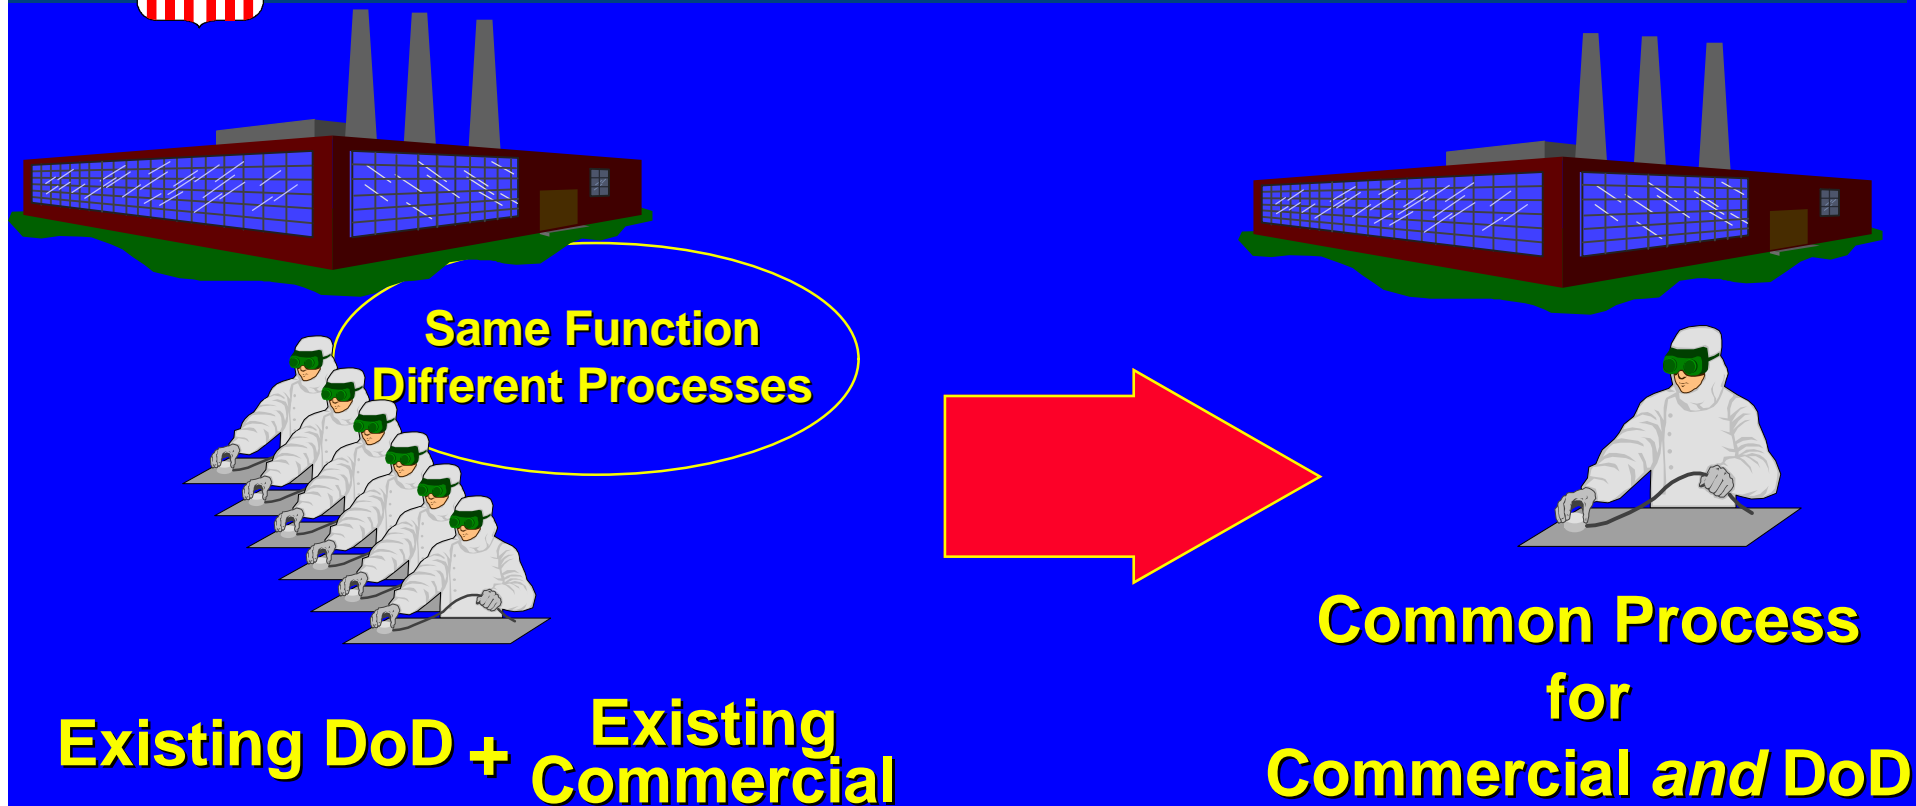 Same Function
Different Processes
Existing DoD + Existing
Commercial
Common Process
for
Commercial and DoD